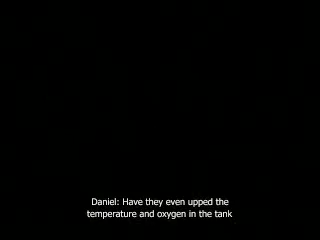 Daniel: Have they even upped the
temperature and oxygen in the tank